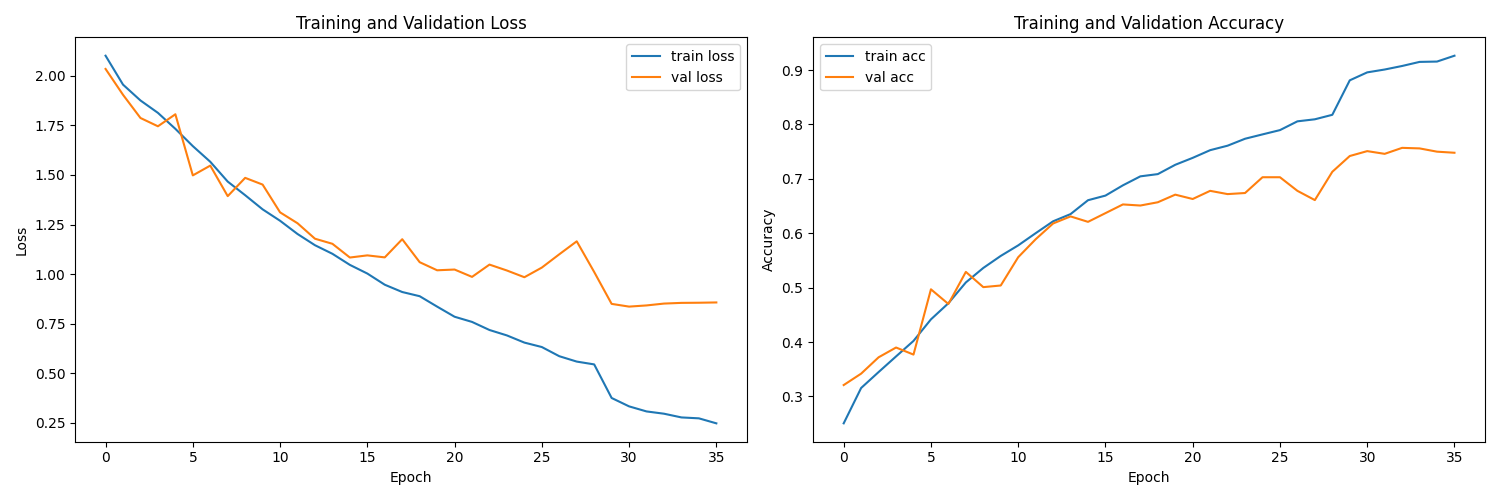 Training and Validation Loss
train loss
val loss
2.00
1.75
1.50
1.25
1.00
0.75
0.50
0.25
Loss
0 5 10 15 20 25 30 35
Epoch
Training and Validation Accuracy
train acc
val acc
0.9
0.8
0.7
0.6
0.5
0.4
0.3
Accuracy
0 5 10 15 20 25 30 35
Epoch